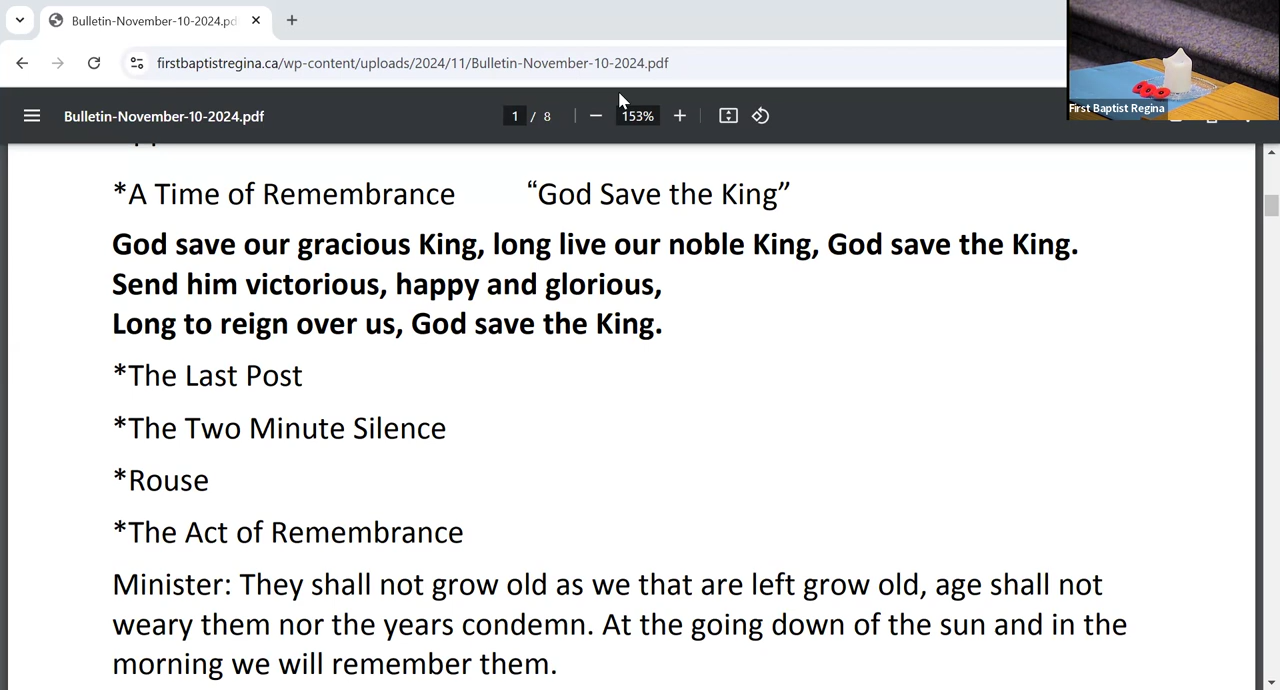 Bulletin-November-10-2024.pd
firstbaptistregina.ca/wp-content/uploads/2024/11/Bulletin-November-10-2024.pdf
First Baptist Regina
Bulletin-November-10-2024.pdf
1 / 8
153%
*A Time of Remembrance “God Save the King”
God save our gracious King, long live our noble King, God save the King.
Send him victorious, happy and glorious,
Long to reign over us, God save the King.
*The Last Post
*The Two Minute Silence
*Rouse
*The Act of Remembrance
Minister: They shall not grow old as we that are left grow old, age shall not
weary them nor the years condemn. At the going down of the sun and in the
morning we will remember them.